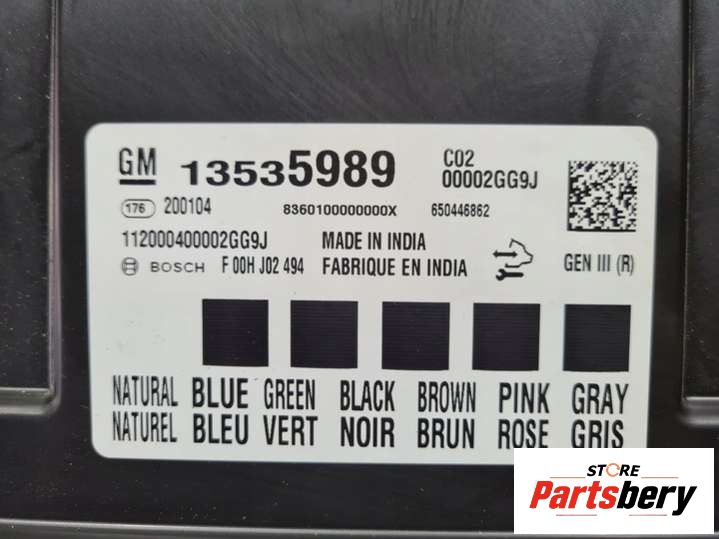 GM 13535989 C02
00002GG9J
176 200104 8360100000000X 650446862
112000400002GG9J MADE IN INDIA
BOSCH F 00H J02 494 FABRIQUE EN INDIA GEN III (R)
NATURAL BLUE GREEN BLACK BROWN PINK GRAY
NATUREL BLEU VERT NOIR BRUN ROSE GRIS
STORE
Partsbery